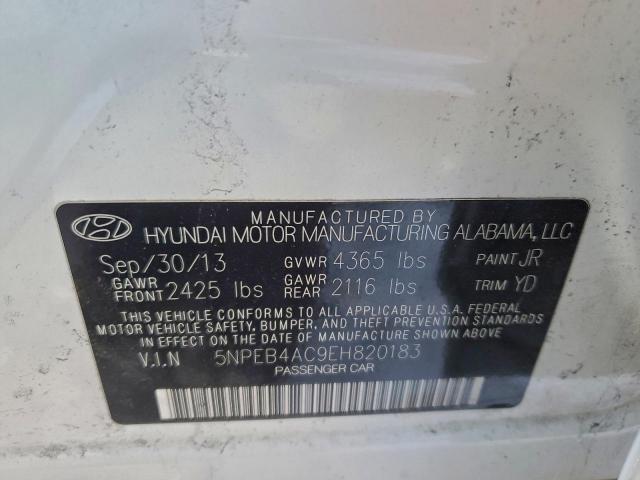 MANUFACTURED BY
HYUNDAI MOTOR MANUFACTURING ALABAMA, LLC
Sep/30/13 GVWR 4365 lbs PAINT JR
GAWR FRONT 2425 lbs GAWR REAR 2116 lbs TRIM YD
THIS VEHICLE CONFORMS TO ALL APPLICABLE U.S.A. FEDERAL
MOTOR VEHICLE SAFETY, BUMPER, AND THEFT PREVENTION STANDARDS
IN EFFECT ON THE DATE OF MANUFACTURE SHOWN ABOVE.
V.I.N 5NPEB4AC9EH820183
PASSENGER CAR